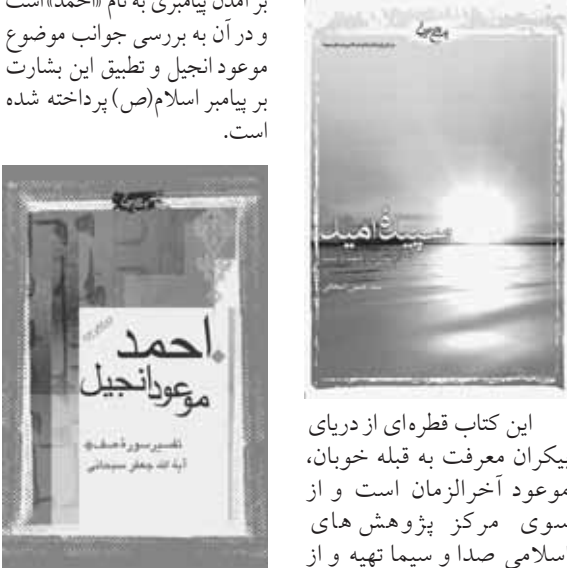 بر آمدن پیامبری به نام «احمد» است
و در آن به بررسی جوانب موضوع
موعود انجیل و تطبیق این بشارت
بر پیامبر اسلام(ص) پرداخته شده
است.
احمد
موعود انجیل
تفسیر سورهٔ صف
آیة الله جعفر سبحانی
سپیدهٔ امید
این کتاب قطره‌ای از دریای
بیکران معرفت به قبله خوبان،
موعود آخرالزمان است و از
سوی مرکز پژوهش های
اسلامی صدا و سیما تهیه و از